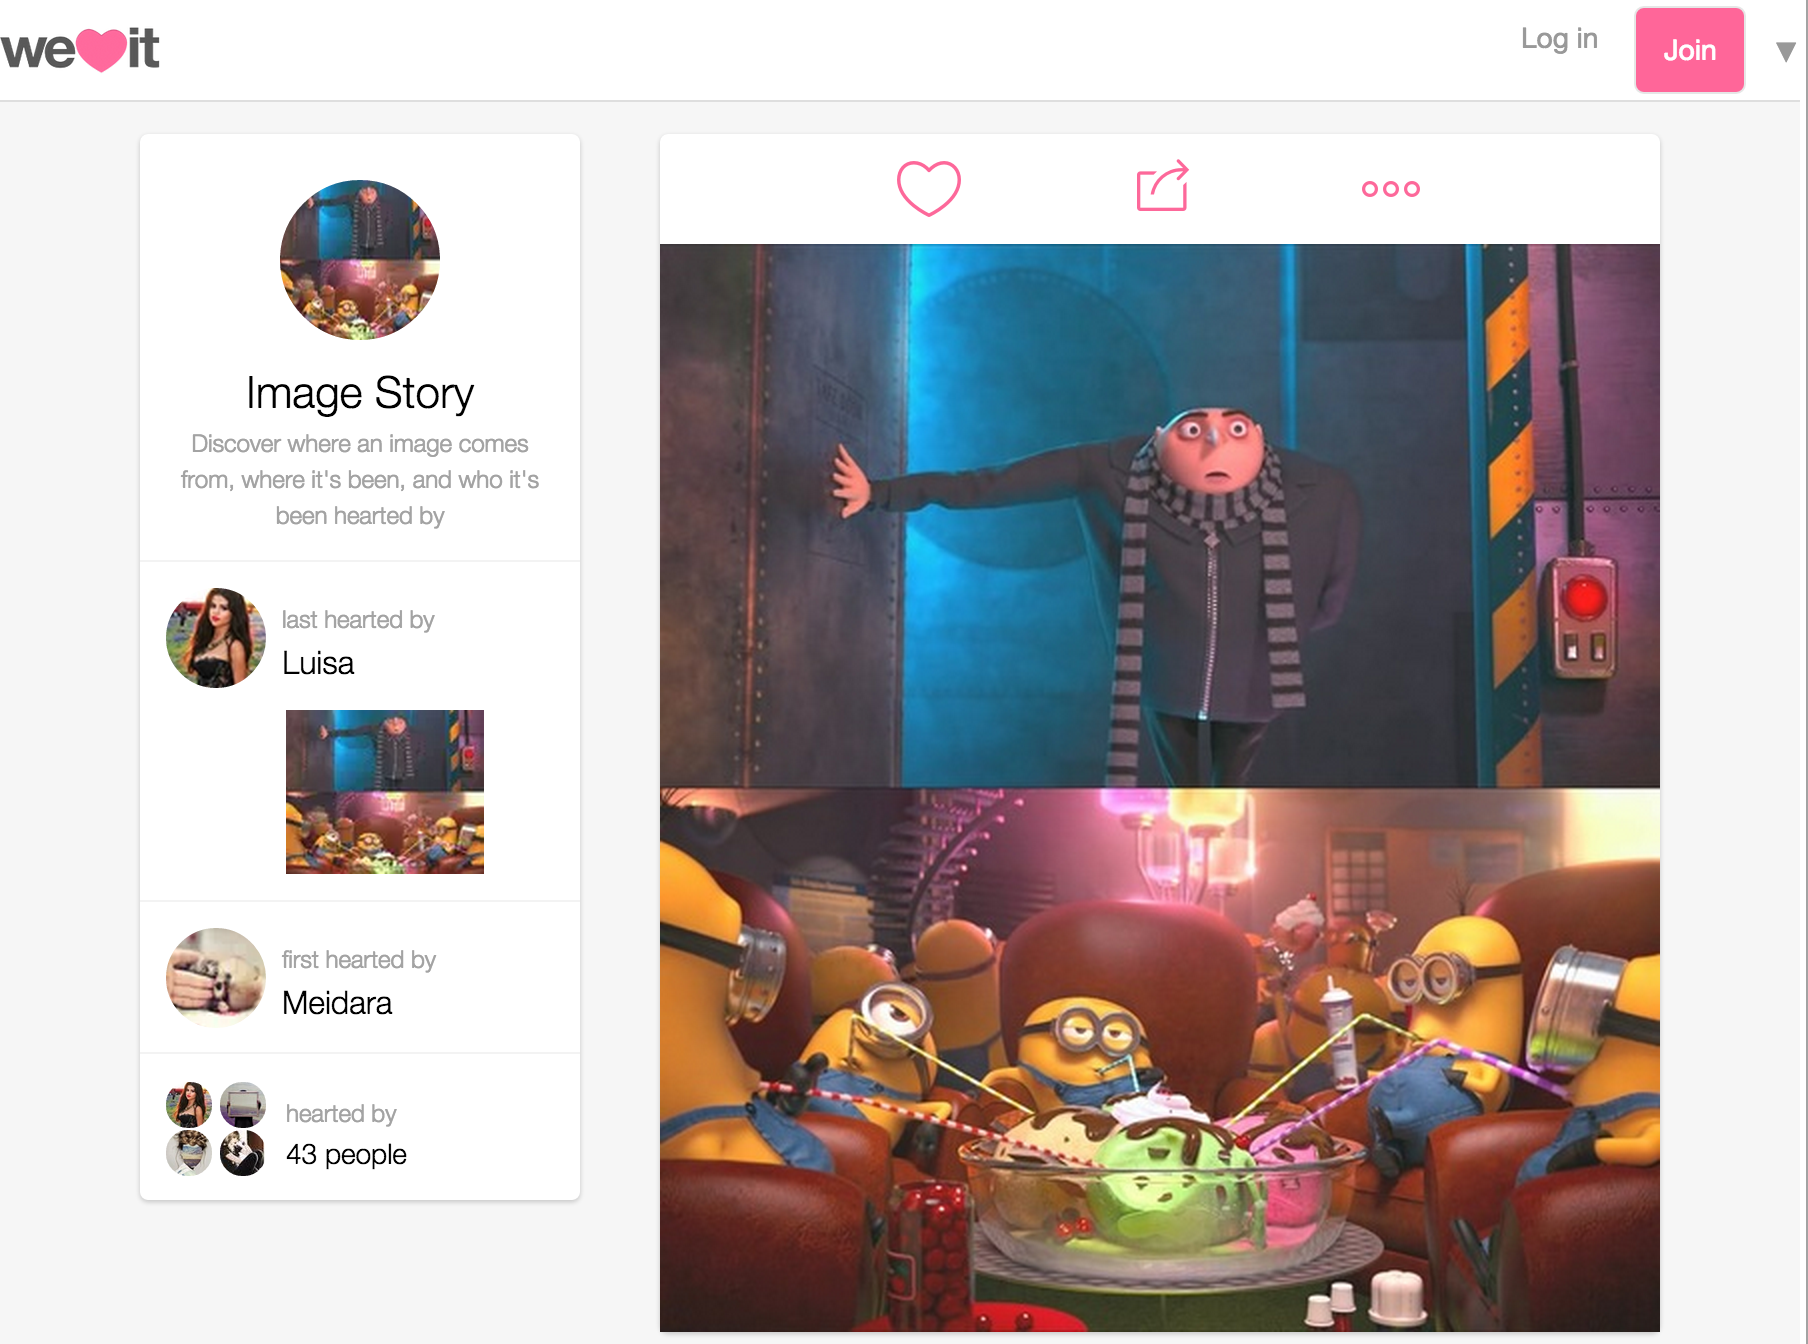 we it
Log in
Join
Image Story
Discover where an image comes
from, where it's been, and who it's
been hearted by
last hearted by
Luisa
first hearted by
Meidara
hearted by
43 people